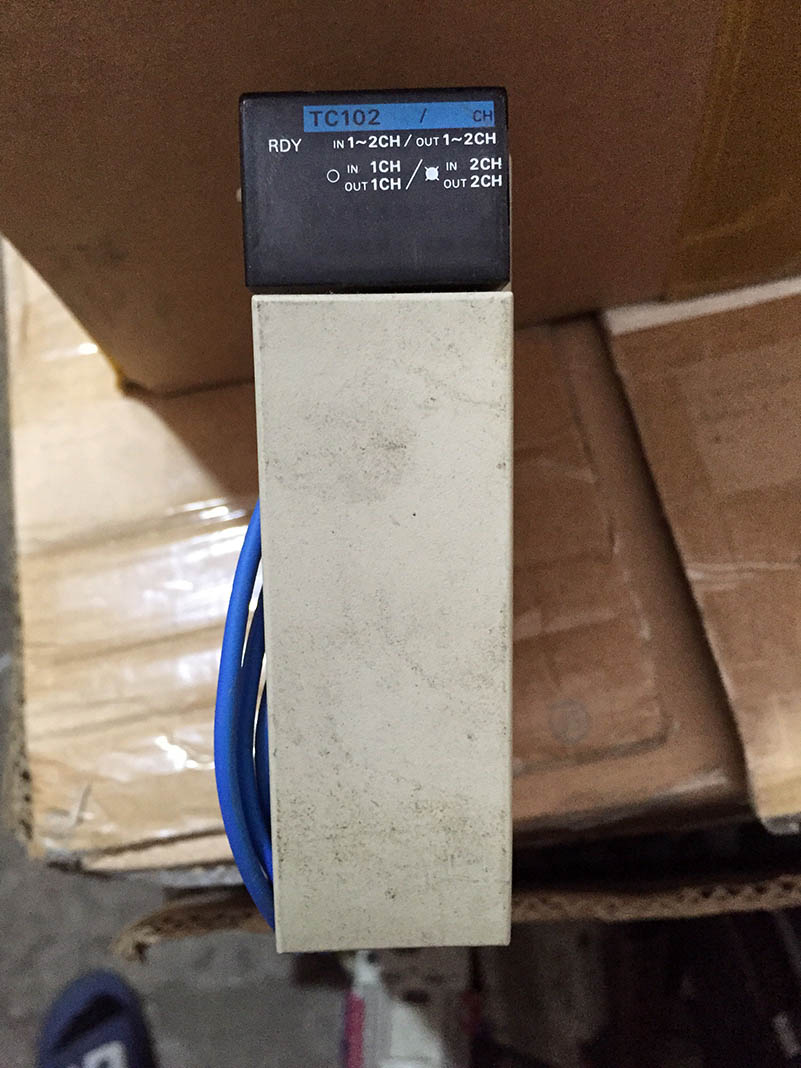 TC102 / CH
RDY IN 1~2CH / OUT 1~2CH
IN 1CH / IN 2CH
OUT 1CH OUT 2CH